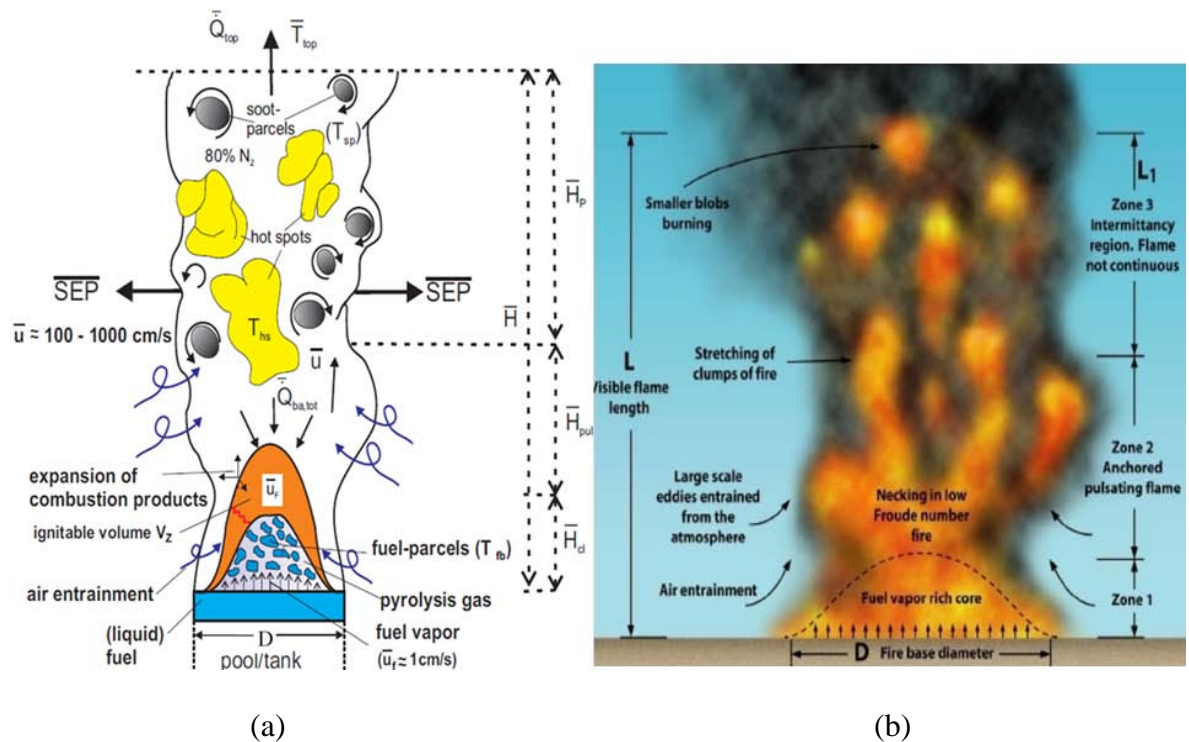 Q̄̇top
T̄top
soot-
parcels
(T̄sp)
80% N2
hot spots
H̄P
SEP
SEP
H̄
ū ≈ 100 - 1000 cm/s
Ths
ū
Q̄̇ba,tot
H̄pul
expansion of
combustion products
ūF
ignitable volume VZ
H̄cl
fuel-parcels (T fb)
air entrainment
pyrolysis gas
(liquid)
fuel
D
fuel vapor
(ūf ≈ 1cm/s)
pool/tank
(a)
L1
Smaller blobs
burning
Zone 3
Intermittancy
region. Flame
not continuous
Stretching of
clumps of fire
L
Visible flame
length
Zone 2
Anchored
pulsating flame
Large scale
eddies entrained
from the
atmosphere
Necking in low
Froude number
fire
Air entrainment
Fuel vapor rich core
Zone 1
D Fire base diameter
(b)